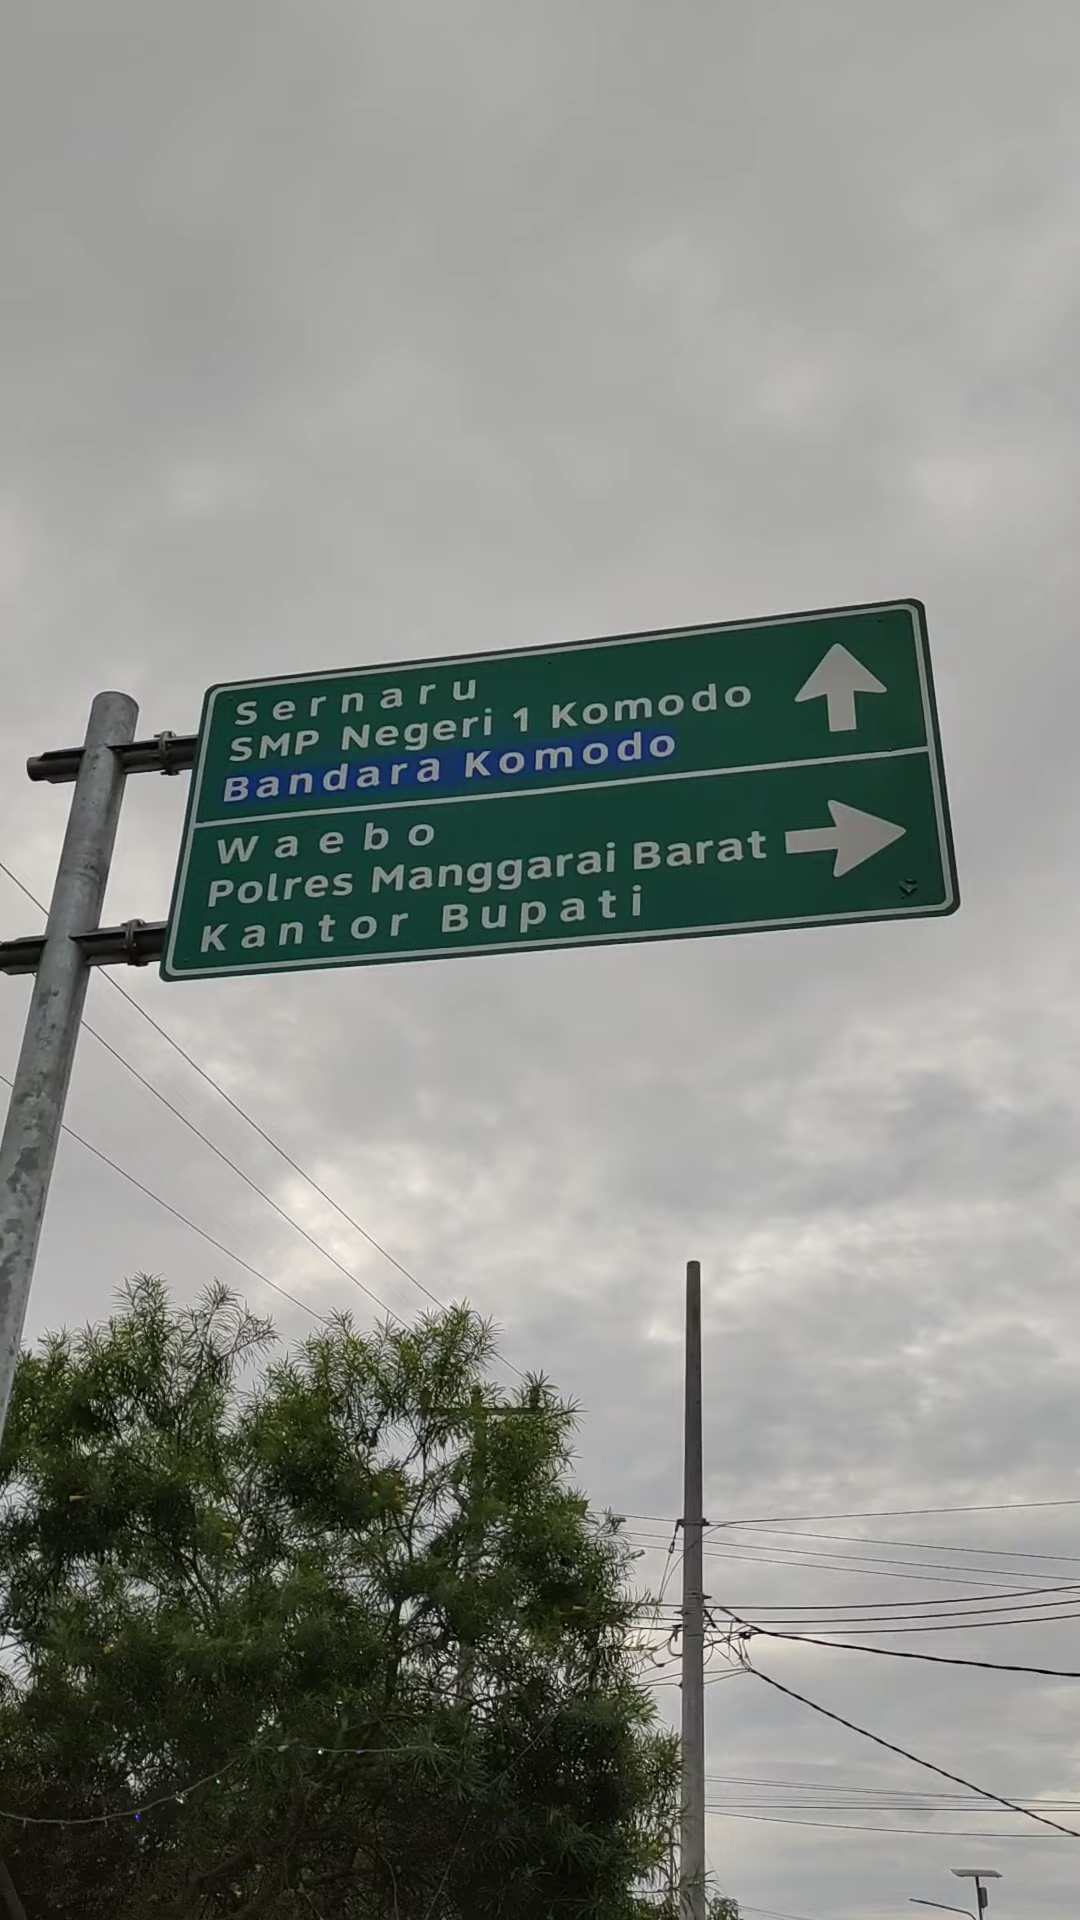 Sernaru
SMP Negeri 1 Komodo
Bandara Komodo
Waebo
Polres Manggarai Barat
Kantor Bupati